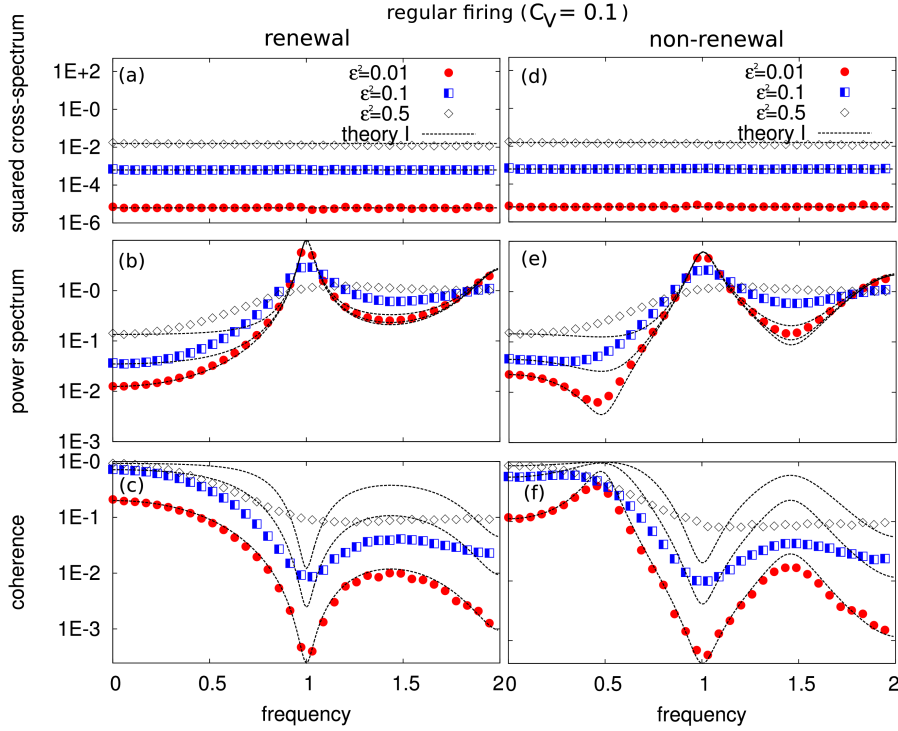 regular firing (C_V = 0.1)
renewal
non-renewal
squared cross-spectrum
1E+2
1E-0
1E-2
1E-4
1E-6
(a)
ε²=0.01
ε²=0.1
ε²=0.5
theory I
(d)
ε²=0.01
ε²=0.1
ε²=0.5
theory I
power spectrum
1E-0
1E-1
1E-2
1E-3
(b)
(e)
coherence
1E-0
1E-1
1E-2
1E-3
(c)
(f)
0 0.5 1 1.5 2
0 0.5 1 1.5 2
frequency
frequency